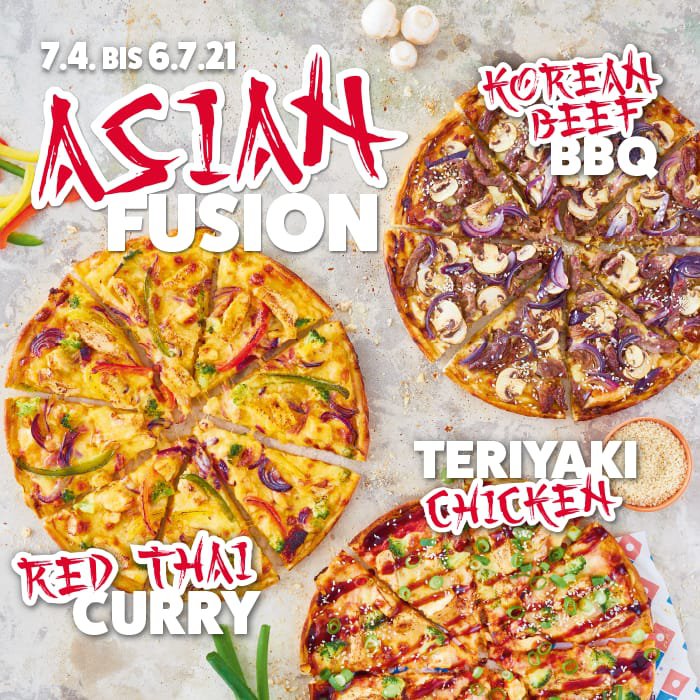 7.4. BIS 6.7.21
ASIAN
FUSION
KOREAN
BEEF
BBQ
TERIYAKI
CHICKEN
RED THAI
CURRY